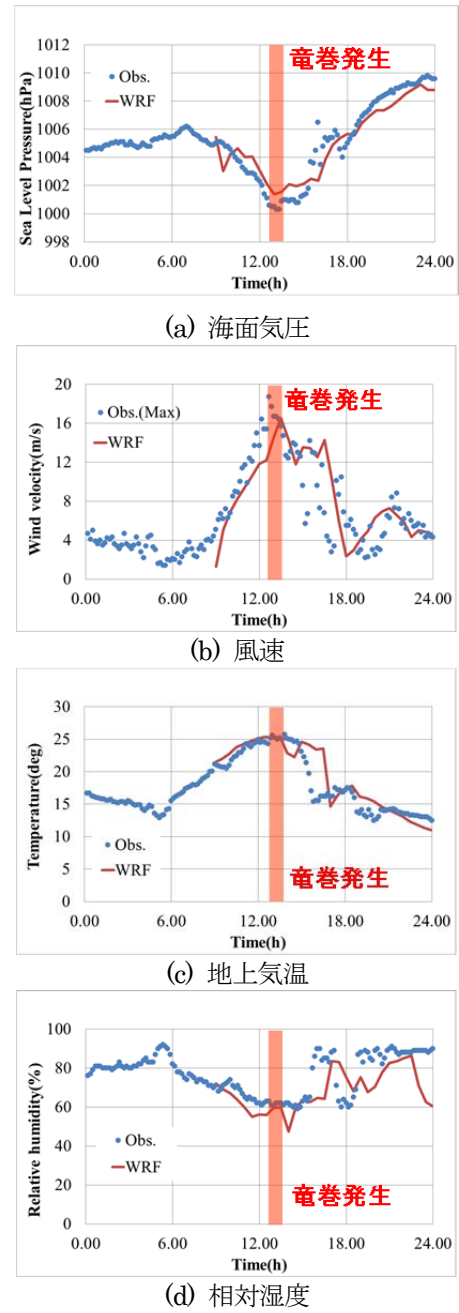 1012
1010
1008
1006
1004
1002
1000
998
Sea Level Pressure(hPa)
竜巻発生
Obs.
WRF
0.00 6.00 12.00 18.00 24.00
Time(h)
(a) 海面気圧
20
16
12
8
4
0
Wind velocity(m/s)
竜巻発生
Obs.(Max)
WRF
0.00 6.00 12.00 18.00 24.00
Time(h)
(b) 風速
30
25
20
15
10
5
0
Temperature(deg)
Obs.
WRF
竜巻発生
0.00 6.00 12.00 18.00 24.00
Time(h)
(c) 地上気温
100
80
60
40
20
0
Relative humidity(%)
Obs.
WRF
竜巻発生
0.00 6.00 12.00 18.00 24.00
Time(h)
(d) 相対湿度